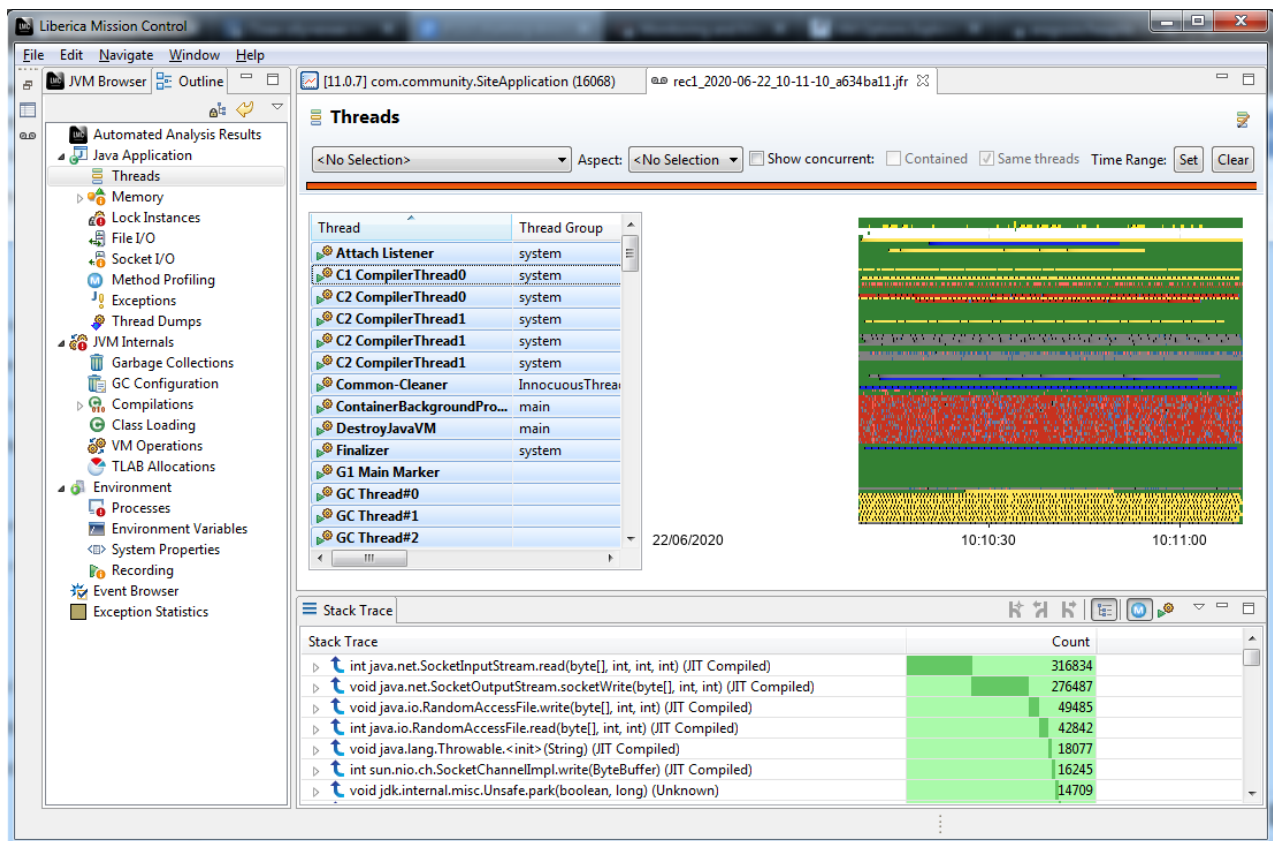 Liberica Mission Control
File Edit Navigate Window Help
JVM Browser Outline
Automated Analysis Results
Java Application
Threads
Memory
Lock Instances
File I/O
Socket I/O
Method Profiling
Exceptions
Thread Dumps
JVM Internals
Garbage Collections
GC Configuration
Compilations
Class Loading
VM Operations
TLAB Allocations
Environment
Processes
Environment Variables
System Properties
Recording
Event Browser
Exception Statistics
[11.0.7] com.community.SiteApplication (16068) rec1_2020-06-22_10-11-10_a634ba11.jfr
Threads
<No Selection> Aspect: <No Selection Show concurrent: Contained Same threads Time Range: Set Clear
Thread Thread Group
Attach Listener system
C1 CompilerThread0 system
C2 CompilerThread0 system
C2 CompilerThread1 system
C2 CompilerThread1 system
C2 CompilerThread1 system
Common-Cleaner InnocuousThrea
ContainerBackgroundPro... main
DestroyJavaVM main
Finalizer system
G1 Main Marker
GC Thread#0
GC Thread#1
GC Thread#2
22/06/2020 10:10:30 10:11:00
Stack Trace
Stack Trace Count
int java.net.SocketInputStream.read(byte[], int, int, int) (JIT Compiled) 316834
void java.net.SocketOutputStream.socketWrite(byte[], int, int) (JIT Compiled) 276487
void java.io.RandomAccessFile.write(byte[], int, int) (JIT Compiled) 49485
int java.io.RandomAccessFile.read(byte[], int, int) (JIT Compiled) 42842
void java.lang.Throwable.<init>(String) (JIT Compiled) 18077
int sun.nio.ch.SocketChannelImpl.write(ByteBuffer) (JIT Compiled) 16245
void jdk.internal.misc.Unsafe.park(boolean, long) (Unknown) 14709